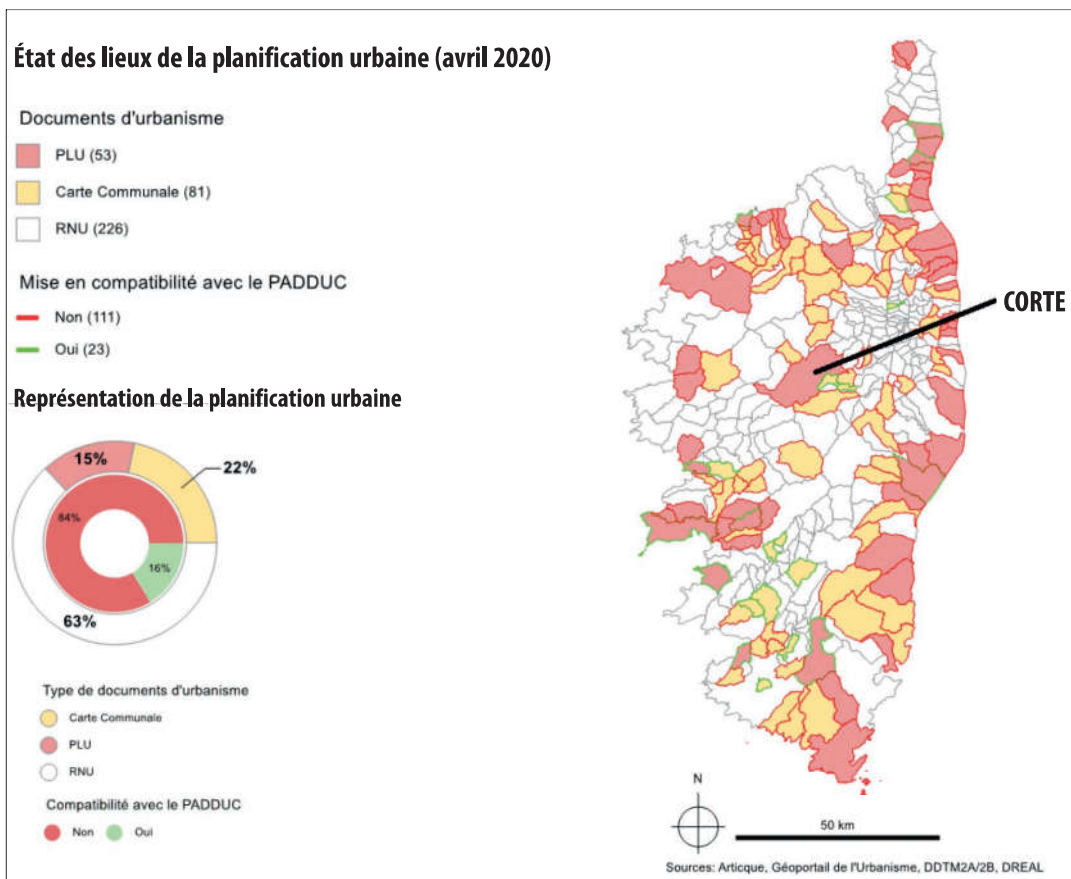 État des lieux de la planification urbaine (avril 2020)
Documents d'urbanisme
PLU (53)
Carte Communale (81)
RNU (226)
Mise en compatibilité avec le PADDUC
Non (111)
Oui (23)
CORTE
Représentation de la planification urbaine
15%
22%
84%
16%
63%
Type de documents d'urbanisme
Carte Communale
PLU
RNU
Compatibilité avec le PADDUC
Non Oui
N
50 km
Sources: Articque, Géoportail de l'Urbanisme, DDTM2A/2B, DREAL